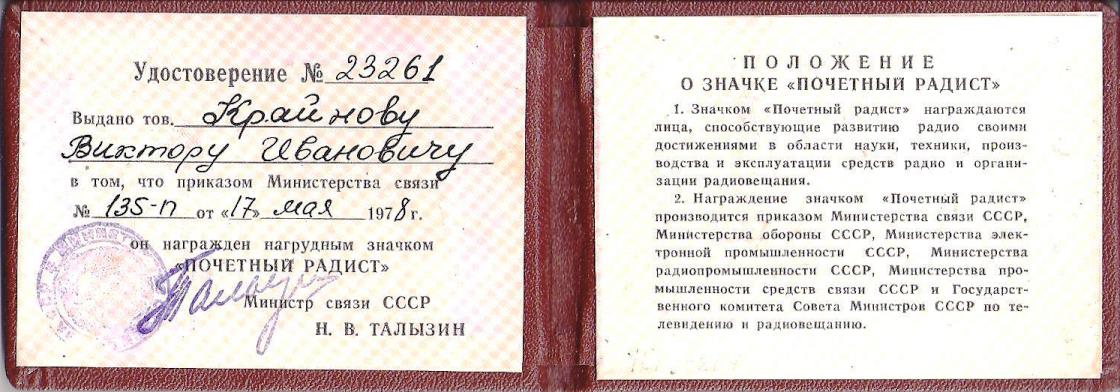 Удостоверение № 23261
Выдано тов. Крайнову
Виктору Ивановичу
в том, что приказом Министерства связи
№ 135-п от «17» мая 1978 г.
он награжден нагрудным значком
«ПОЧЕТНЫЙ РАДИСТ»
Министр связи СССР
Н. В. ТАЛЫЗИН
ПОЛОЖЕНИЕ
О ЗНАЧКЕ «ПОЧЕТНЫЙ РАДИСТ»
1. Значком «Почетный радист» награждаются
лица, способствующие развитию радио своими
достижениями в области науки, техники, произ-
водства и эксплуатации средств радио и органи-
зации радиовещания.
2. Награждение значком «Почетный радист»
производится приказом Министерства связи СССР,
Министерства обороны СССР, Министерства элек-
тронной промышленности СССР, Министерства
радиопромышленности СССР, Министерства про-
мышленности средств связи СССР и Государст-
венного комитета Совета Министров СССР по те-
левидению и радиовещанию.